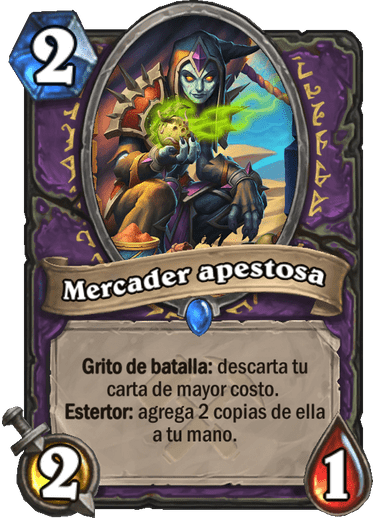 2
Mercader apestosa
Grito de batalla: descarta tu
carta de mayor costo.
Estertor: agrega 2 copias de ella
a tu mano.
2
1